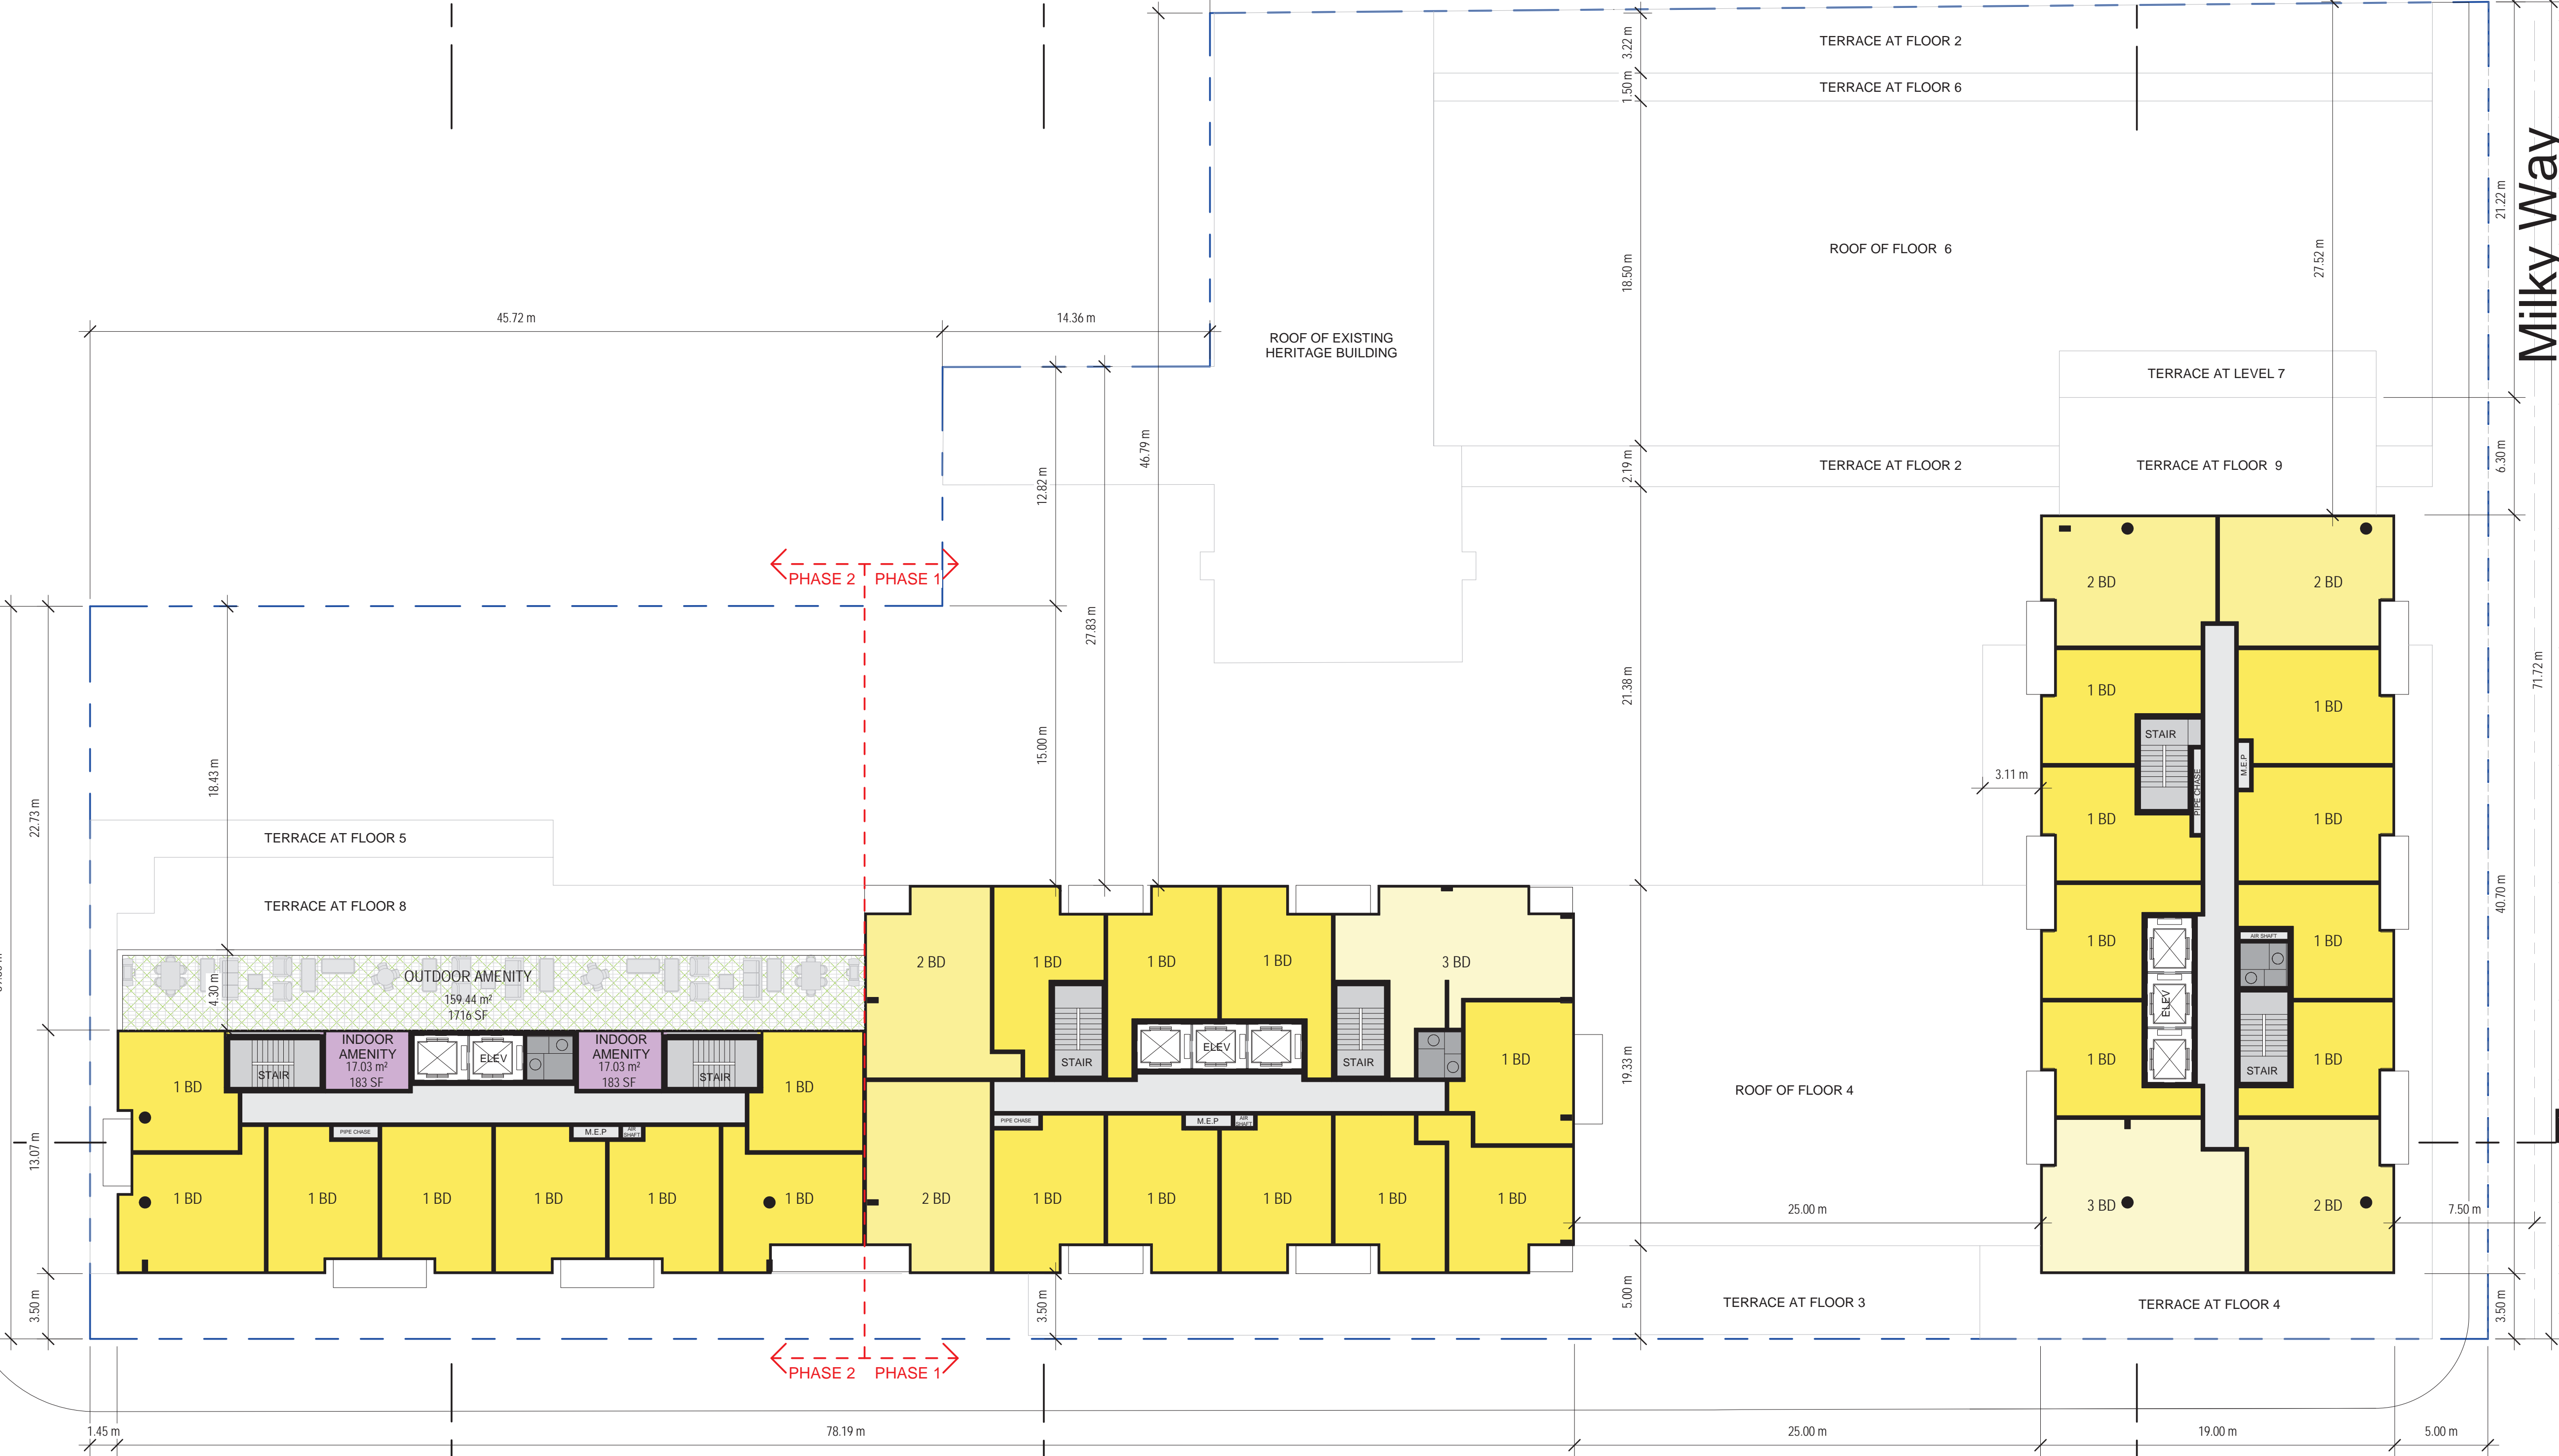 TERRACE AT FLOOR 2
3.22 m
TERRACE AT FLOOR 6
1.50 m
Milky Way
21.22 m
ROOF OF FLOOR 6
18.50 m
27.52 m
45.72 m
14.36 m
ROOF OF EXISTING
HERITAGE BUILDING
TERRACE AT LEVEL 7
46.79 m
12.82 m
2.19 m
TERRACE AT FLOOR 2
TERRACE AT FLOOR 9
6.30 m
PHASE 2
PHASE 1
27.83 m
21.38 m
71.72 m
2 BD
2 BD
1 BD
1 BD
STAIR
PIPE CHASE
M.E.P
3.11 m
1 BD
1 BD
15.00 m
18.43 m
22.73 m
TERRACE AT FLOOR 5
TERRACE AT FLOOR 8
40.70 m
1 BD
AIR SHAFT
1 BD
ELEV
1 BD
1 BD
STAIR
OUTDOOR AMENITY
159.44 m²
1716 SF
4.30 m
2 BD
1 BD
1 BD
1 BD
3 BD
STAIR
ELEV
STAIR
1 BD
19.33 m
ROOF OF FLOOR 4
1 BD
STAIR
INDOOR
AMENITY
17.03 m²
183 SF
ELEV
INDOOR
AMENITY
17.03 m²
183 SF
STAIR
1 BD
PIPE CHASE
M.E.P
AIR
SHAFT
PIPE CHASE
M.E.P
AIR
SHAFT
13.07 m
1 BD
1 BD
1 BD
1 BD
1 BD
1 BD
2 BD
1 BD
1 BD
1 BD
1 BD
1 BD
25.00 m
3 BD
2 BD
7.50 m
3.50 m
3.50 m
5.00 m
TERRACE AT FLOOR 3
TERRACE AT FLOOR 4
3.50 m
PHASE 2
PHASE 1
1.45 m
78.19 m
25.00 m
19.00 m
5.00 m